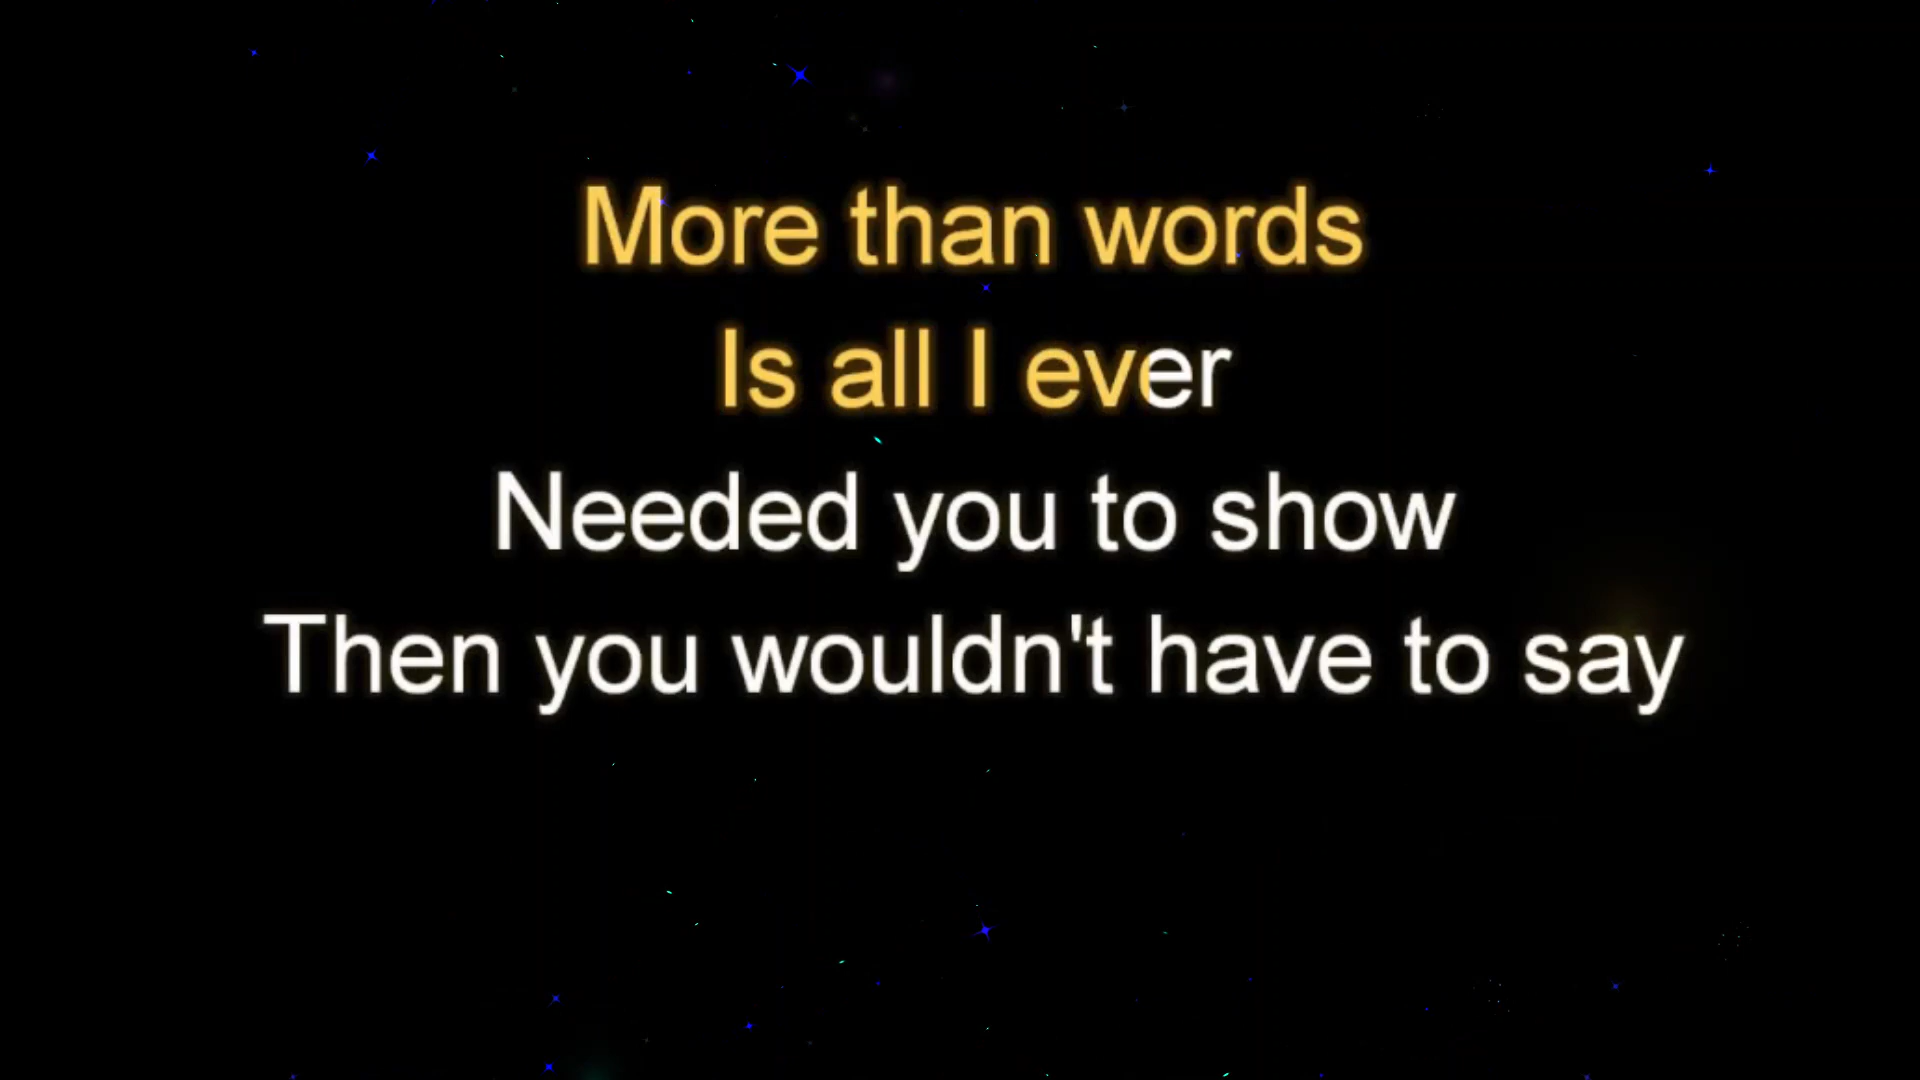 More than words
Is all I ever
Needed you to show
Then you wouldn't have to say